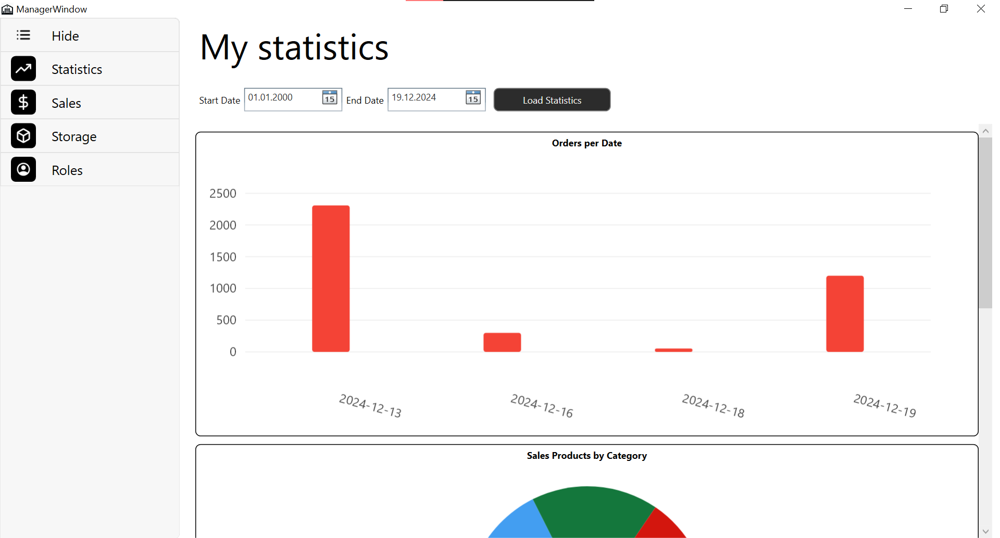 ManagerWindow
Hide
Statistics
Sales
Storage
Roles
My statistics
Start Date 01.01.2000 15 End Date 19.12.2024 15 Load Statistics
Orders per Date
2500
2000
1500
1000
500
0
2024-12-13 2024-12-16 2024-12-18 2024-12-19
Sales Products by Category